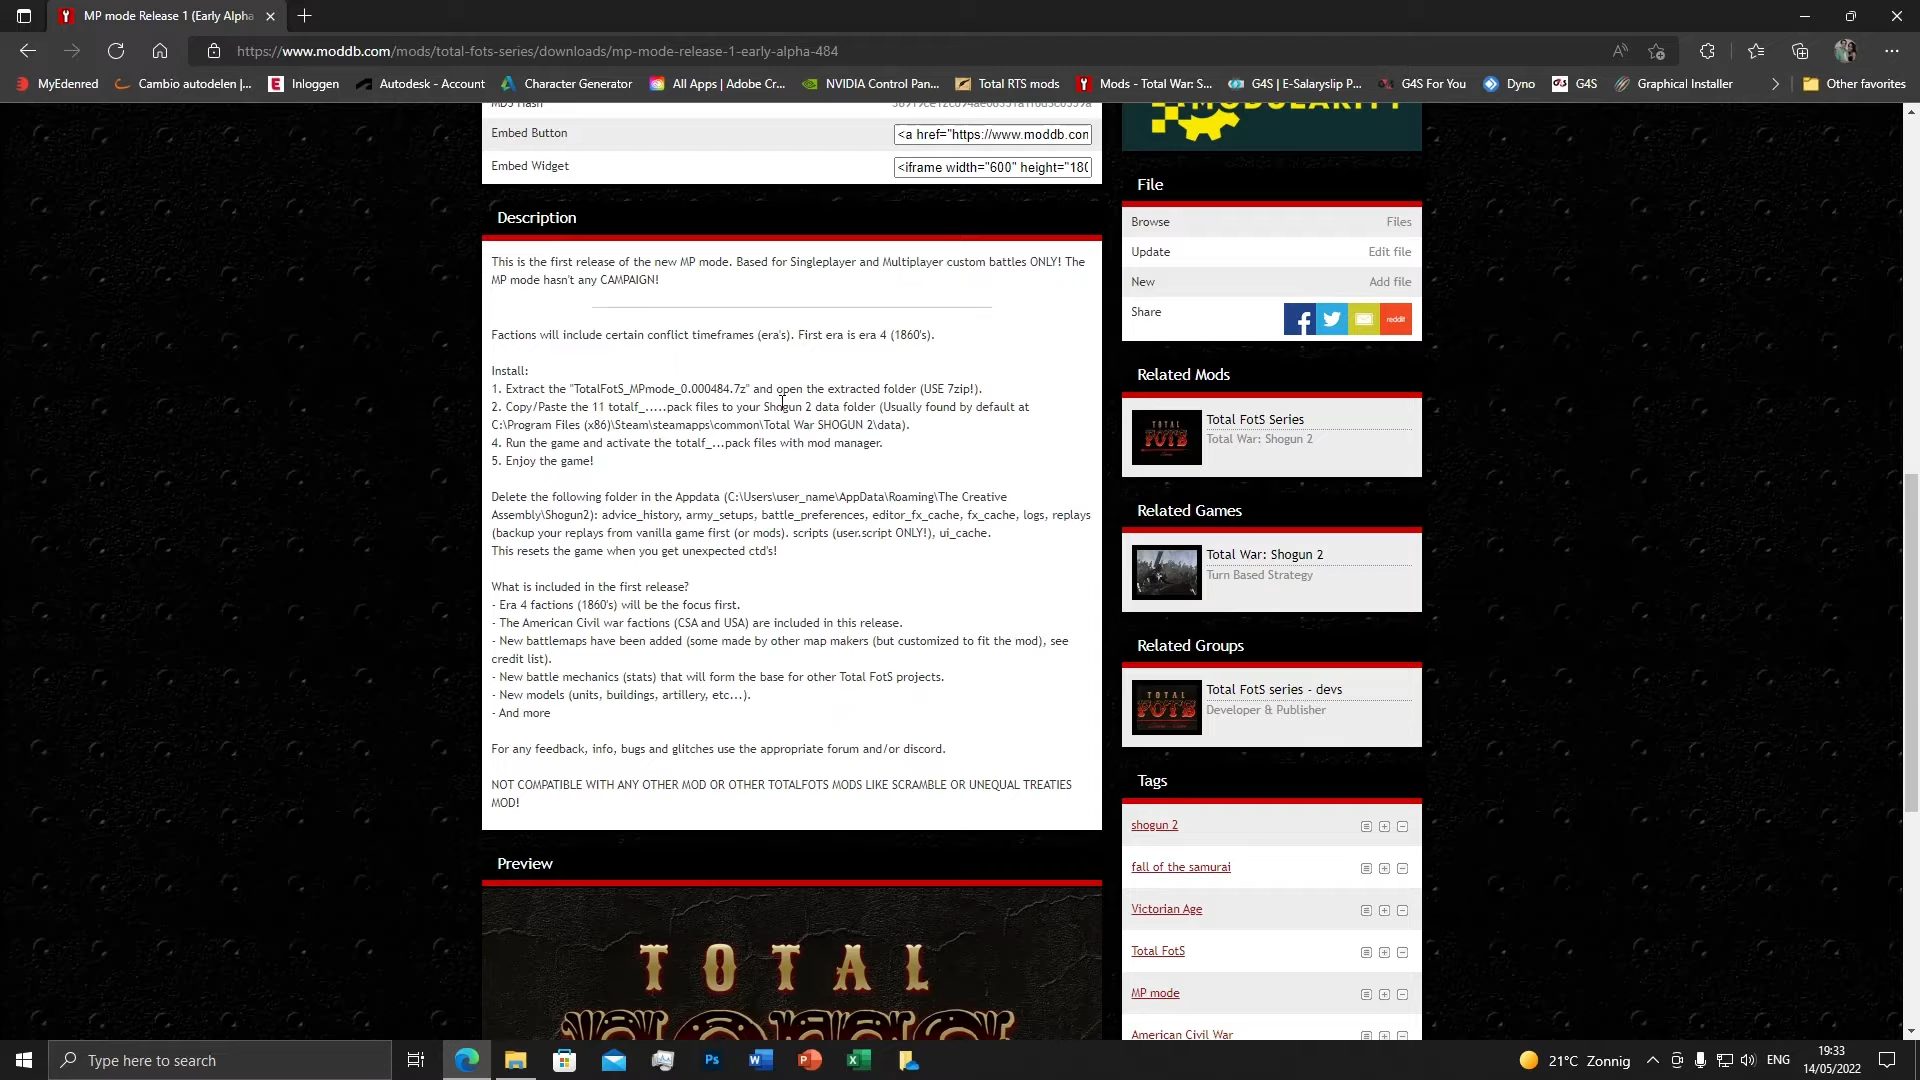 MP mode Release 1 (Early Alpha
https://www.moddb.com/mods/total-fots-series/downloads/mp-mode-release-1-early-alpha-484
MyEdenred
Cambio autodelen |...
Inloggen
Autodesk - Account
Character Generator
All Apps | Adobe Cr...
NVIDIA Control Pan...
Total RTS mods
Mods - Total War: S...
G4S | E-Salaryslip P...
G4S For You
Dyno
G4S
Graphical Installer
Other favorites
MD5 Hash
Embed Button
<a href="https://www.moddb.con
Embed Widget
<iframe width="600" height="180
Description
This is the first release of the new MP mode. Based for Singleplayer and Multiplayer custom battles ONLY! The
MP mode hasn't any CAMPAIGN!
Factions will include certain conflict timeframes (era's). First era is era 4 (1860's).
Install:
1. Extract the "TotalFotS_MPmode_0.000484.7z" and open the extracted folder (USE 7zip!).
2. Copy/Paste the 11 totalf_.....pack files to your Shogun 2 data folder (Usually found by default at
C:\Program Files (x86)\Steam\steamapps\common\Total War SHOGUN 2\data).
4. Run the game and activate the totalf_...pack files with mod manager.
5. Enjoy the game!
Delete the following folder in the Appdata (C:\Users\user_name\AppData\Roaming\The Creative
Assembly\Shogun2): advice_history, army_setups, battle_preferences, editor_fx_cache, fx_cache, logs, replays
(backup your replays from vanilla game first (or mods). scripts (user.script ONLY!), ui_cache.
This resets the game when you get unexpected ctd's!
What is included in the first release?
- Era 4 factions (1860's) will be the focus first.
- The American Civil war factions (CSA and USA) are included in this release.
- New battlemaps have been added (some made by other map makers (but customized to fit the mod), see
credit list).
- New battle mechanics (stats) that will form the base for other Total FotS projects.
- New models (units, buildings, artillery, etc...).
- And more
For any feedback, info, bugs and glitches use the appropriate forum and/or discord.
NOT COMPATIBLE WITH ANY OTHER MOD OR OTHER TOTALFOTS MODS LIKE SCRAMBLE OR UNEQUAL TREATIES
MOD!
Preview
TOTAL
MODULARITY
File
Browse
Files
Update
Edit file
New
Add file
Share
reddit
Related Mods
TOTAL
FOTS
Total FotS Series
Total War: Shogun 2
Related Games
Total War: Shogun 2
Turn Based Strategy
Related Groups
TOTAL
FOTS
Total FotS series - devs
Developer & Publisher
Tags
shogun 2
fall of the samurai
Victorian Age
Total FotS
MP mode
American Civil War
Type here to search
21°C Zonnig
ENG
19:33
14/05/2022